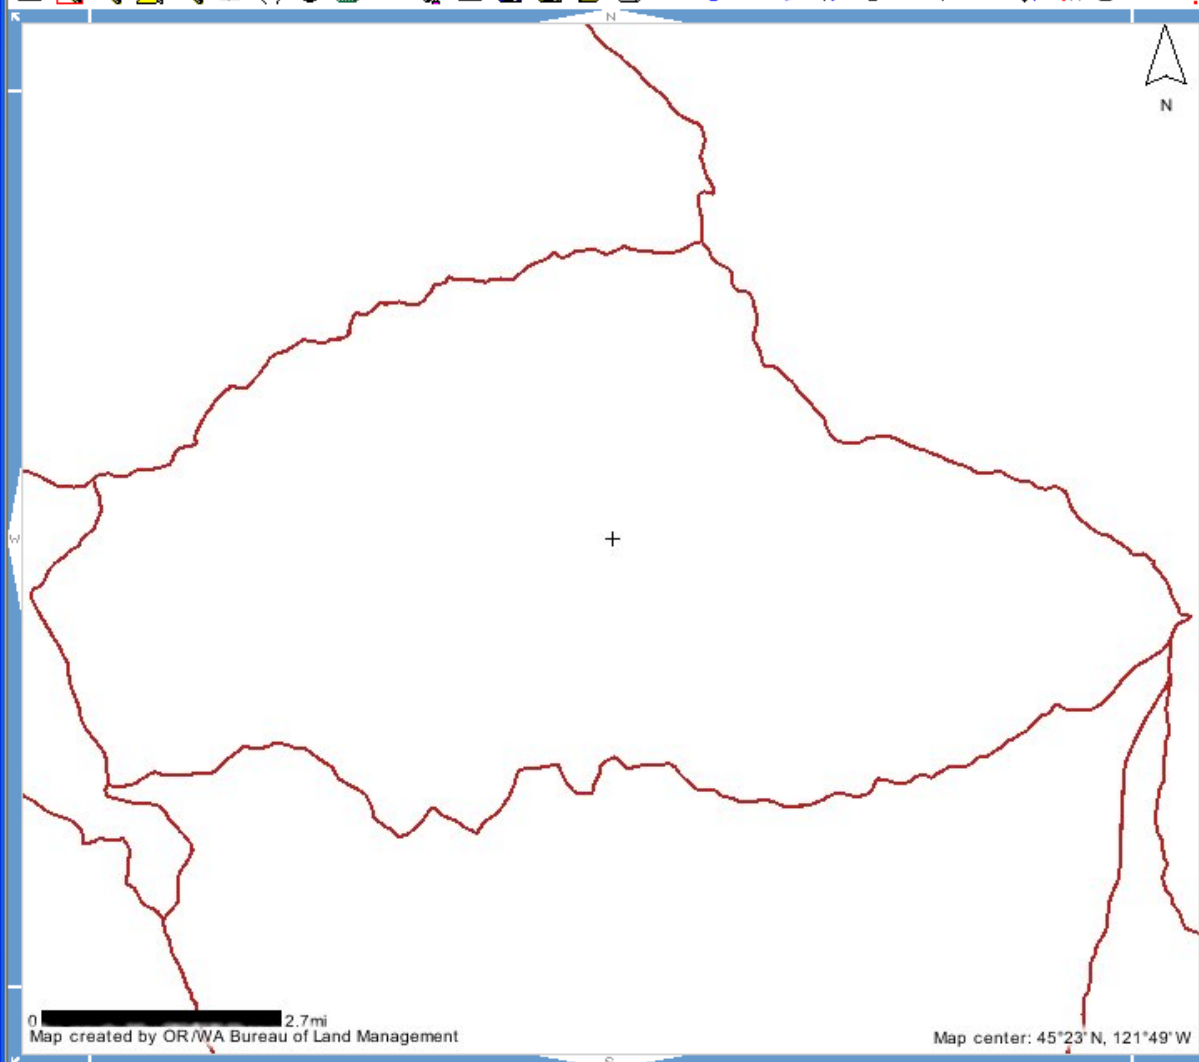 N
N
W
0 2.7mi
Map created by OR/WA Bureau of Land Management
Map center: 45°23' N, 121°49' W
S